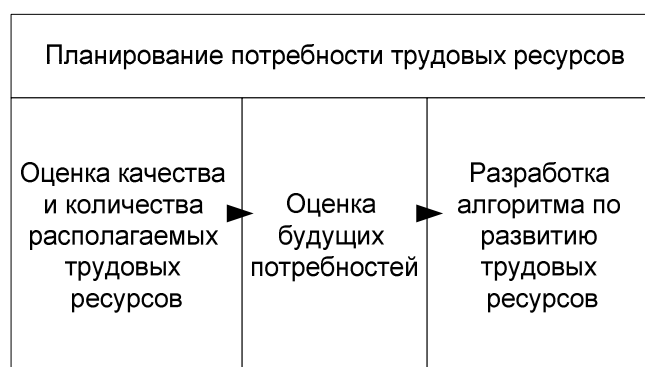 Планирование потребности трудовых ресурсов
Оценка качества
и количества
располагаемых
трудовых
ресурсов
Оценка
будущих
потребностей
Разработка
алгоритма по
развитию
трудовых
ресурсов